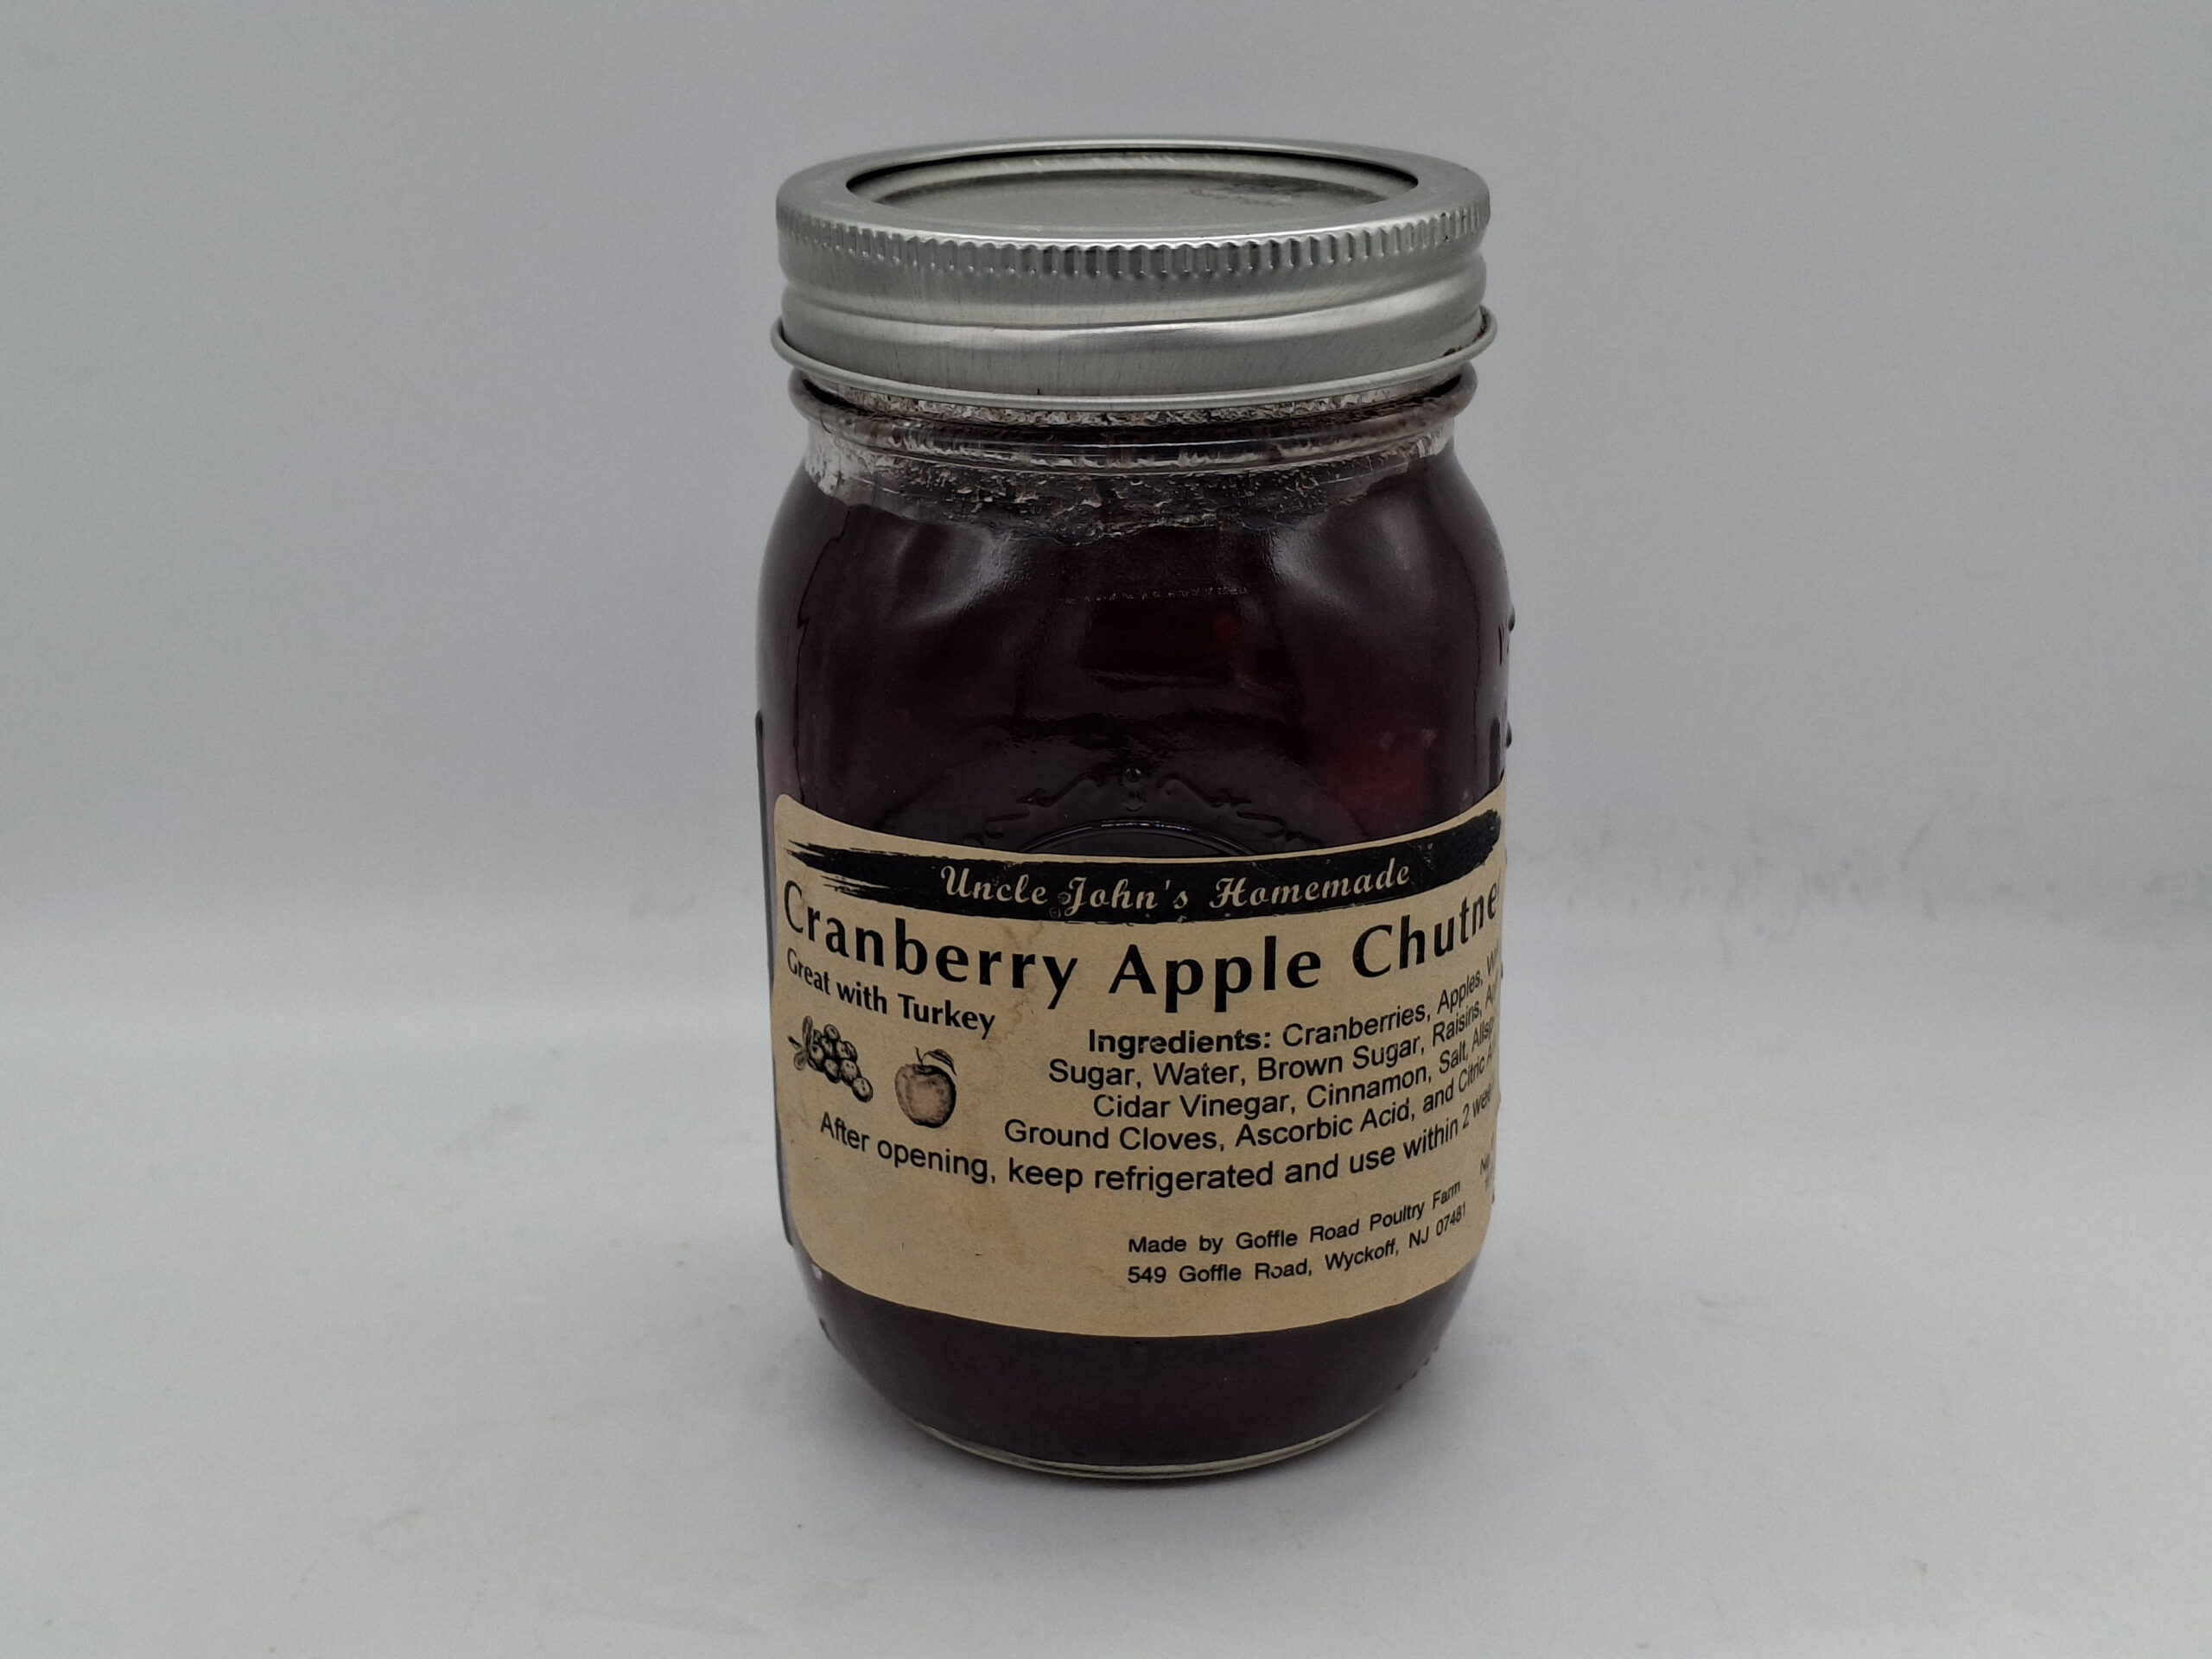 Uncle John's Homemade
Cranberry Apple Chutne
Great with Turkey
Ingredients: Cranberries, Apples,
Sugar, Water, Brown Sugar, Raisins,
Cidar Vinegar, Cinnamon, Salt,
Ground Cloves, Ascorbic Acid, and Citric
After opening, keep refrigerated and use within 2
Made by Goffle Road Poultry Farm
549 Goffle Road, Wyckoff, NJ 07481